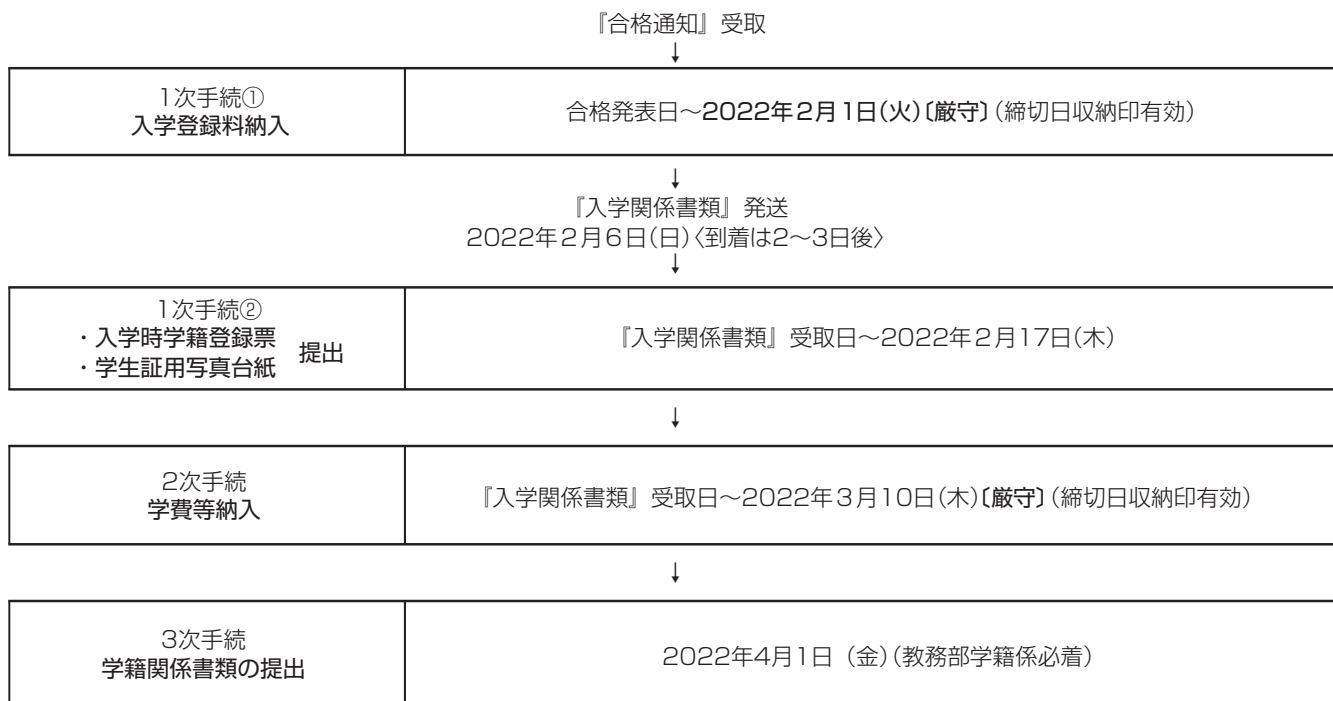 『合格通知』受取
↓
1次手続①
入学登録料納入
合格発表日～2022年2月1日(火)〔厳守〕(締切日収納印有効)
↓
『入学関係書類』発送
2022年2月6日(日)〈到着は2～3日後〉
↓
1次手続②
・入学時学籍登録票
・学生証用写真台紙
提出
『入学関係書類』受取日～2022年2月17日(木)
↓
2次手続
学費等納入
『入学関係書類』受取日～2022年3月10日(木)〔厳守〕(締切日収納印有効)
↓
3次手続
学籍関係書類の提出
2022年4月1日（金）(教務部学籍係必着)